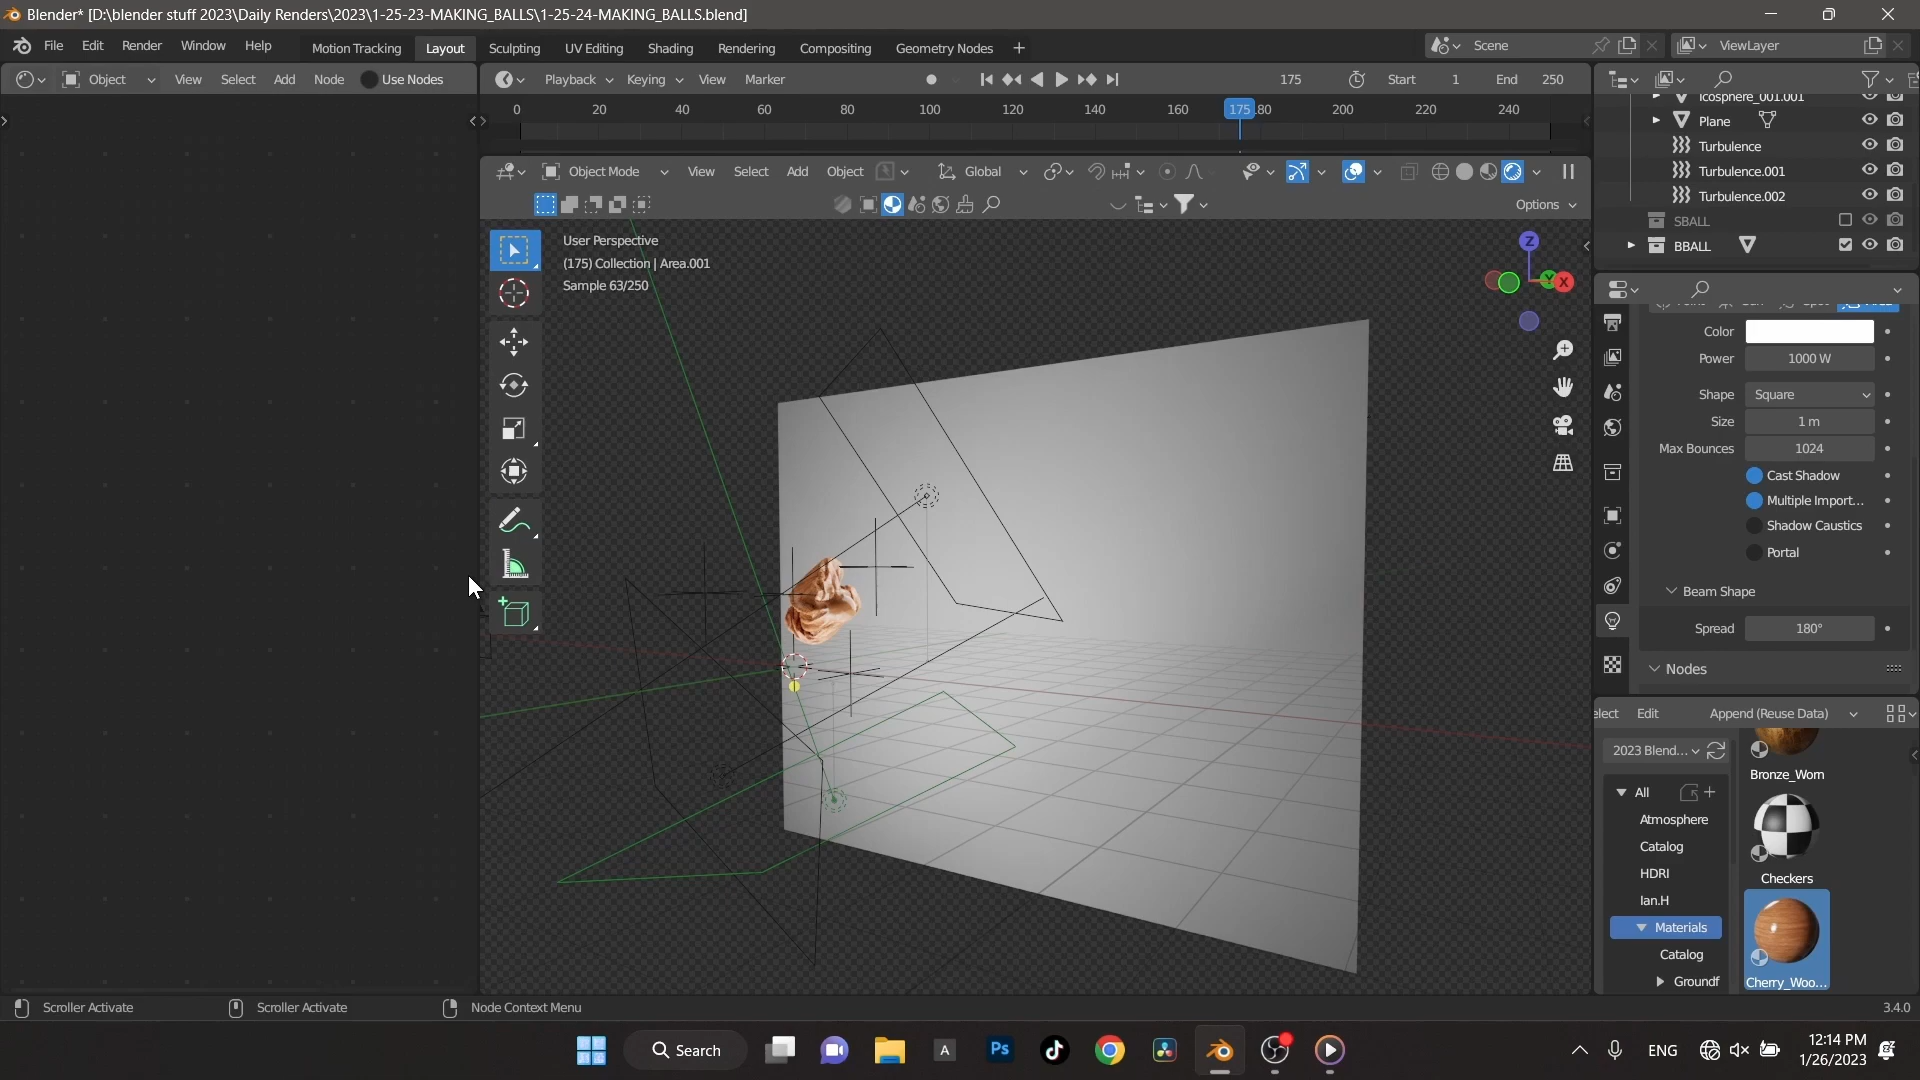 Blender* [D:\blender stuff 2023\Daily Renders\2023\1-25-23-MAKING_BALLS\1-25-24-MAKING_BALLS.blend]
File Edit Render Window Help Motion Tracking Layout Sculpting UV Editing Shading Rendering Compositing Geometry Nodes + Scene ViewLayer
Object View Select Add Node Use Nodes Playback Keying View Marker 175 Start 1 End 250
0 20 40 60 80 100 120 140 160 175 80 200 220 240
Icosphere_001.001
Plane
Turbulence
Turbulence.001
Turbulence.002
SBALL
BBALL
Object Mode View Select Add Object Global
Options
User Perspective
(175) Collection | Area.001
Sample 63/250
Z
Y
X
Color
Power 1000 W
Shape Square
Size 1 m
Max Bounces 1024
Cast Shadow
Multiple Import...
Shadow Caustics
Portal
Beam Shape
Spread 180°
Nodes
elect Edit Append (Reuse Data)
2023 Blend...
All
Atmosphere
Catalog
HDRI
Ian.H
Materials
Catalog
Groundf
Bronze_Worn
Checkers
Cherry_Woo...
Scroller Activate Scroller Activate Node Context Menu 3.4.0
Search A Ps ENG 12:14 PM
1/26/2023